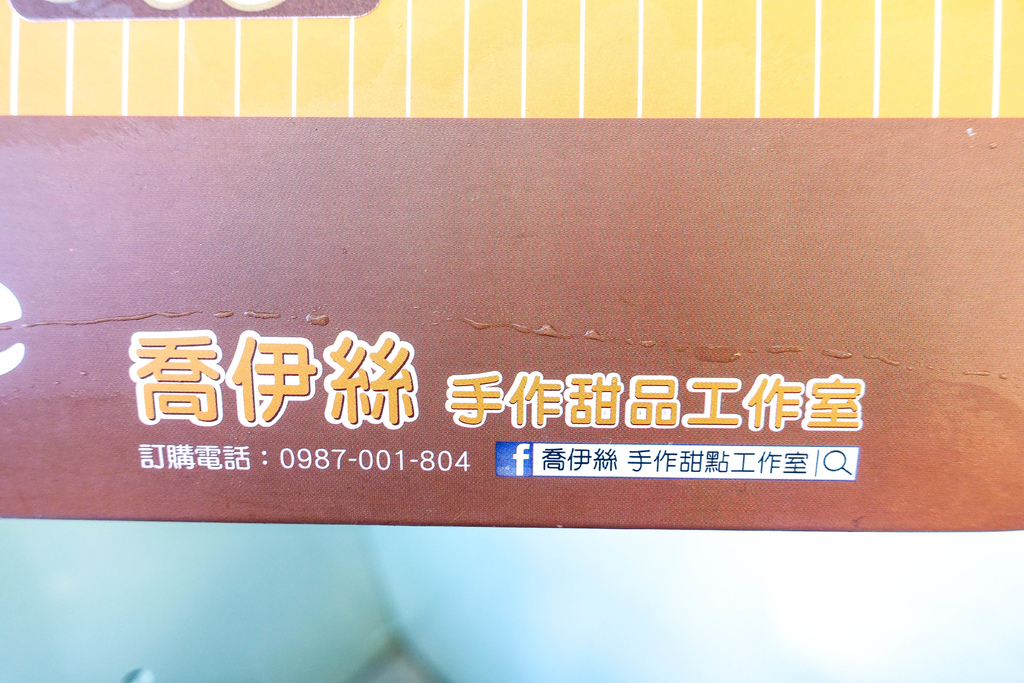 喬伊絲 手作甜品工作室
訂購電話：0987-001-804
f 喬伊絲 手作甜點工作室